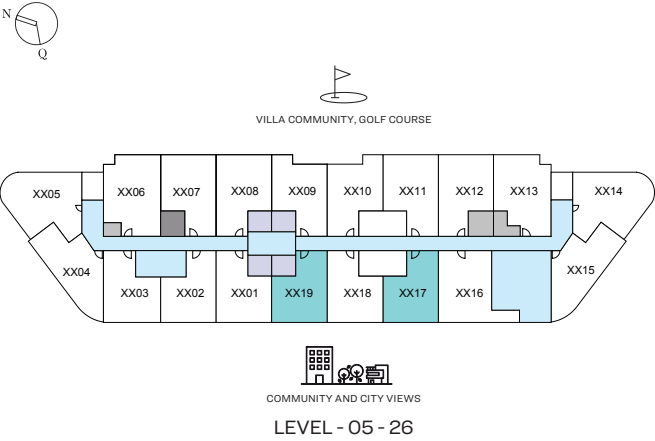 N
Q
VILLA COMMUNITY, GOLF COURSE
XX05
XX06
XX07
XX08
XX09
XX10
XX11
XX12
XX13
XX14
XX04
XX03
XX02
XX01
XX19
XX18
XX17
XX16
XX15
COMMUNITY AND CITY VIEWS
LEVEL - 05 - 26